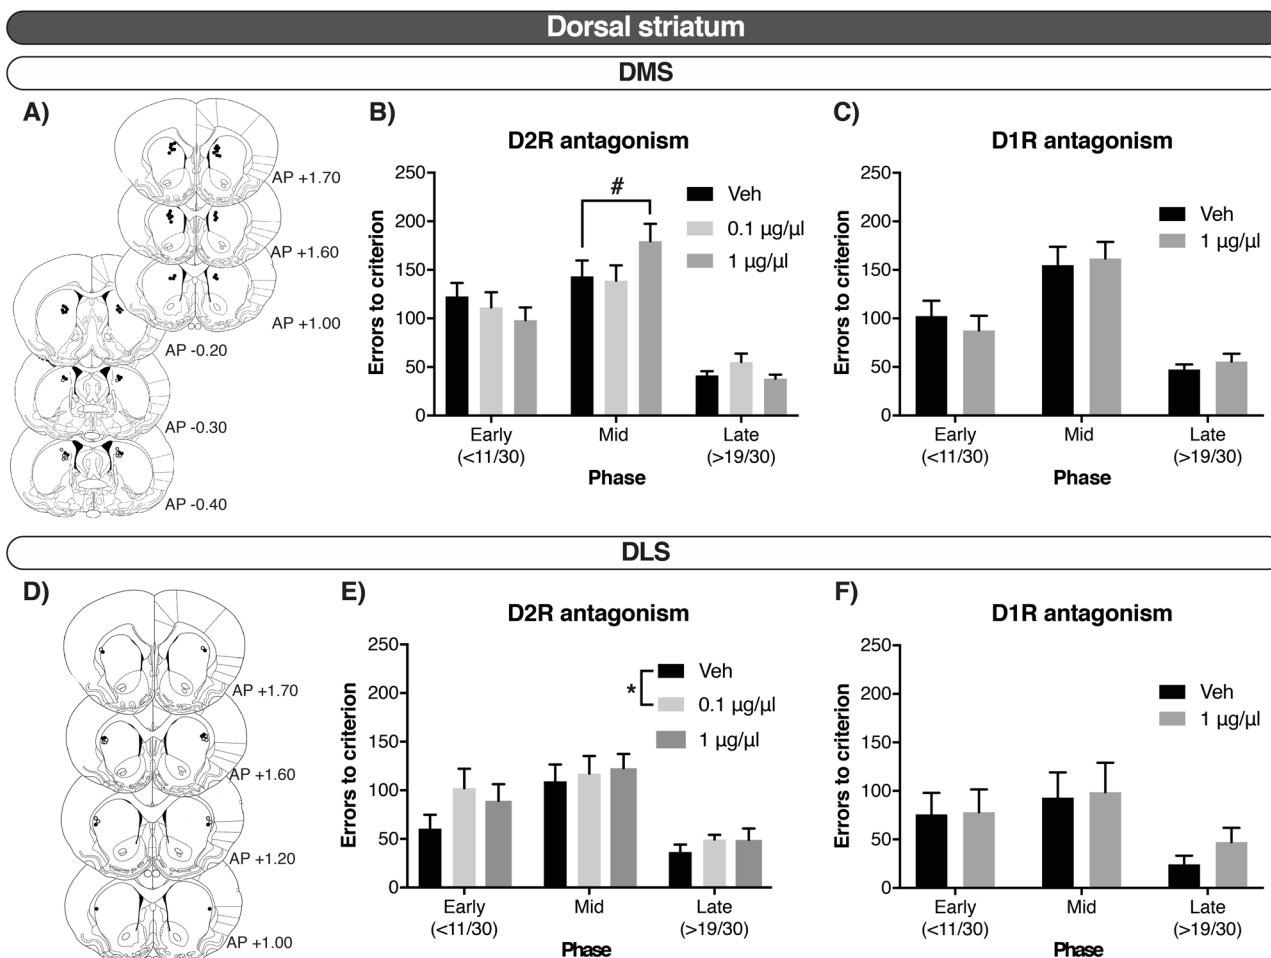 Dorsal striatum
DMS
A)
AP +1.70
AP +1.60
AP +1.00
AP -0.20
AP -0.30
AP -0.40
B)
D2R antagonism
Errors to criterion
250
200
150
100
50
0
#
Veh
0.1 µg/µl
1 µg/µl
Early
(<11/30)
Mid
Late
(>19/30)
Phase
C)
D1R antagonism
Errors to criterion
250
200
150
100
50
0
Veh
1 µg/µl
Early
(<11/30)
Mid
Late
(>19/30)
Phase
DLS
D)
AP +1.70
AP +1.60
AP +1.20
AP +1.00
E)
D2R antagonism
Errors to criterion
250
200
150
100
50
0
*
Veh
0.1 µg/µl
1 µg/µl
Early
(<11/30)
Mid
Late
(>19/30)
Phase
F)
D1R antagonism
Errors to criterion
250
200
150
100
50
0
Veh
1 µg/µl
Early
(<11/30)
Mid
Late
(>19/30)
Phase